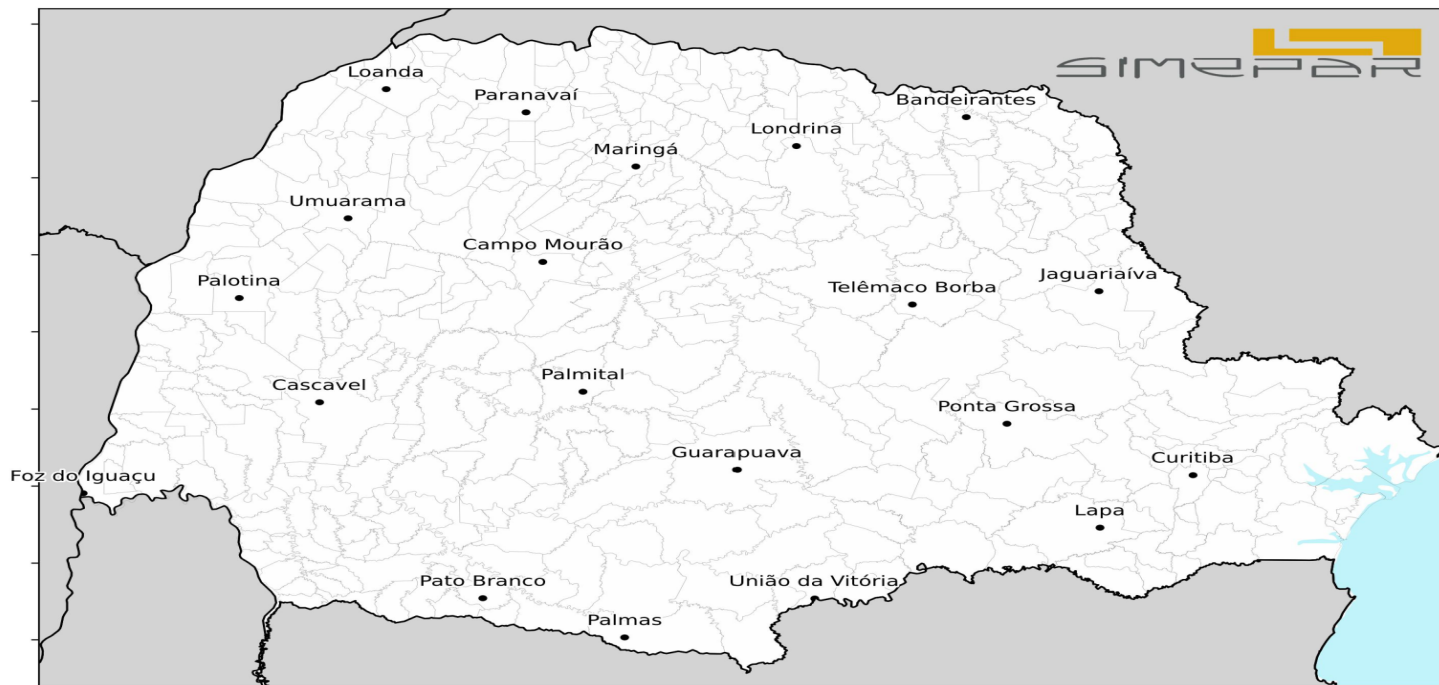 SIMEPAR
Loanda
Paranavaí
Bandeirantes
Londrina
Maringá
Umuarama
Campo Mourão
Palotina
Telêmaco Borba
Jaguariaíva
Cascavel
Palmital
Ponta Grossa
Guarapuava
Curitiba
Foz do Iguaçu
Lapa
Pato Branco
União da Vitória
Palmas